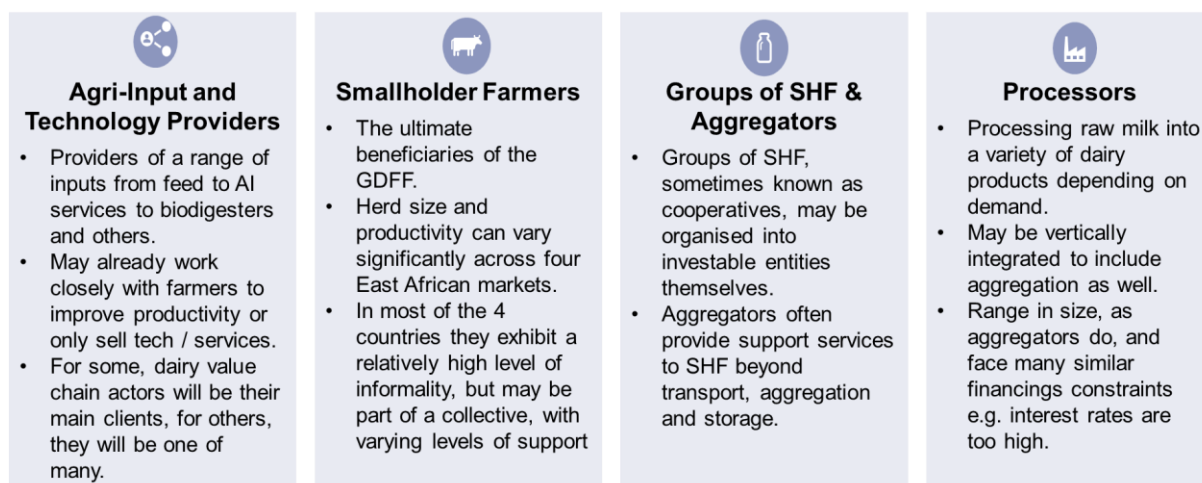 Agri-Input and
Technology Providers
• Providers of a range of
inputs from feed to AI
services to biodigesters
and others.
• May already work
closely with farmers to
improve productivity or
only sell tech / services.
• For some, dairy value
chain actors will be their
main clients, for others,
they will be one of
many.
Smallholder Farmers
• The ultimate
beneficiaries of the
GDFF.
• Herd size and
productivity can vary
significantly across four
East African markets.
• In most of the 4
countries they exhibit a
relatively high level of
informality, but may be
part of a collective, with
varying levels of support
Groups of SHF &
Aggregators
• Groups of SHF,
sometimes known as
cooperatives, may be
organised into
investable entities
themselves.
• Aggregators often
provide support services
to SHF beyond
transport, aggregation
and storage.
Processors
• Processing raw milk into
a variety of dairy
products depending on
demand.
• May be vertically
integrated to include
aggregation as well.
• Range in size, as
aggregators do, and
face many similar
financings constraints
e.g. interest rates are
too high.